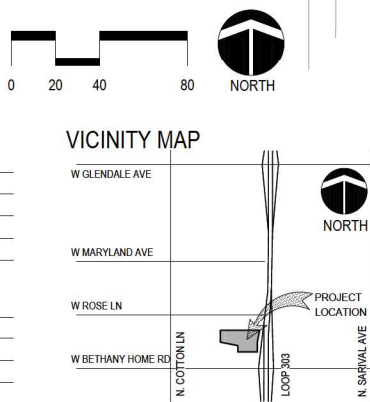 0 20 40 80
NORTH
VICINITY MAP
W GLENDALE AVE
NORTH
W MARYLAND AVE
PROJECT
LOCATION
W ROSE LN
W BETHANY HOME RD
N. COTTON LN
LOOP 303
N. SARIVAL AVE